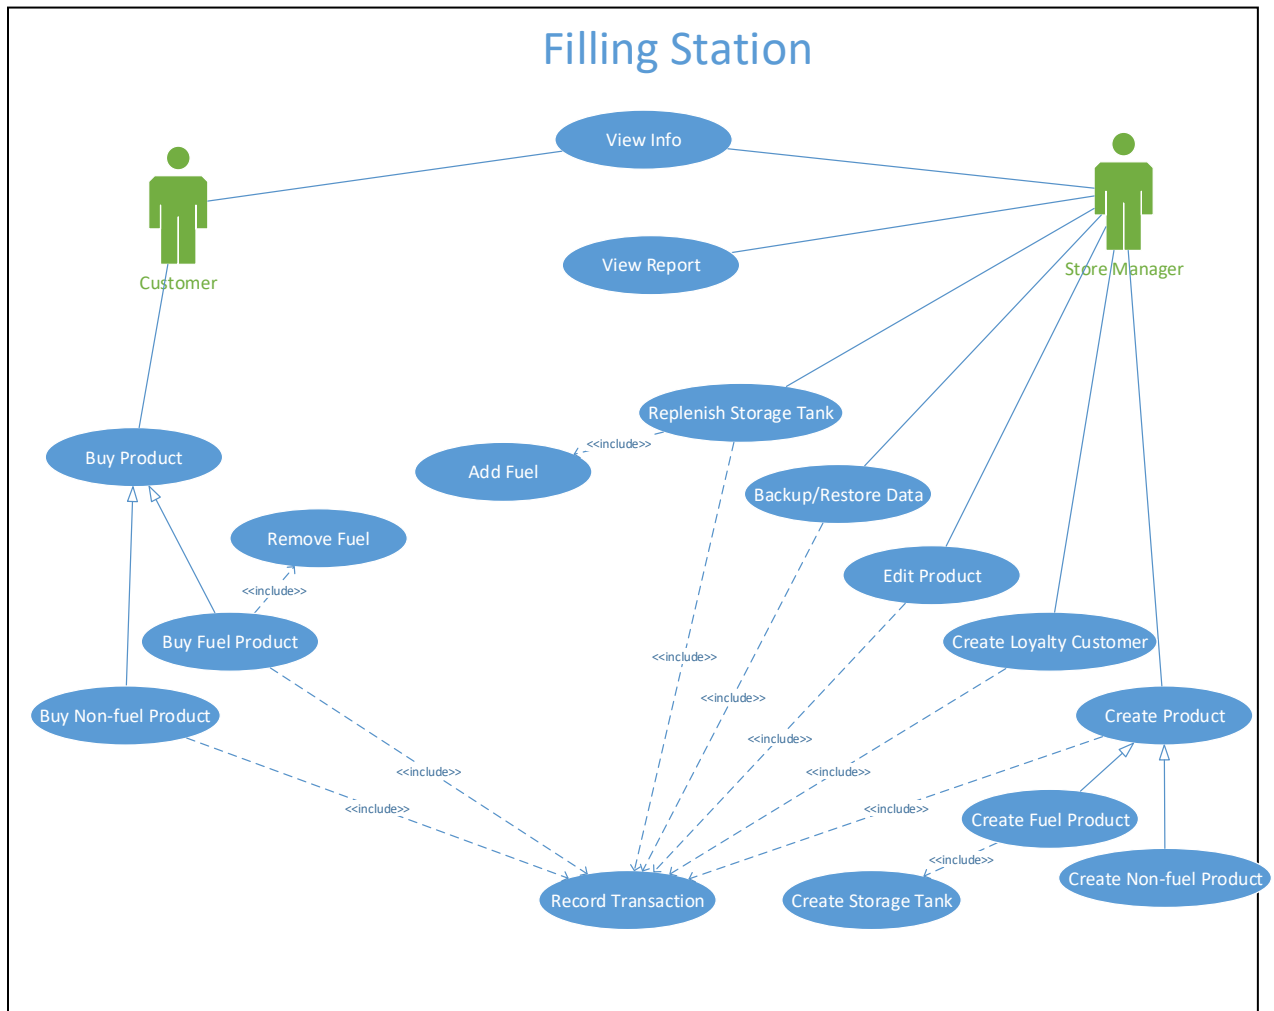 Filling Station
View Info
View Report
Customer
Store Manager
Replenish Storage Tank
<<include>>
Buy Product
Add Fuel
Backup/Restore Data
Remove Fuel
Edit Product
<<include>>
Buy Fuel Product
Create Loyalty Customer
<<include>>
<<include>>
Buy Non-fuel Product
Create Product
<<include>>
<<include>>
<<include>>
<<include>>
<<include>>
Create Fuel Product
<<include>>
Create Non-fuel Product
Record Transaction
Create Storage Tank